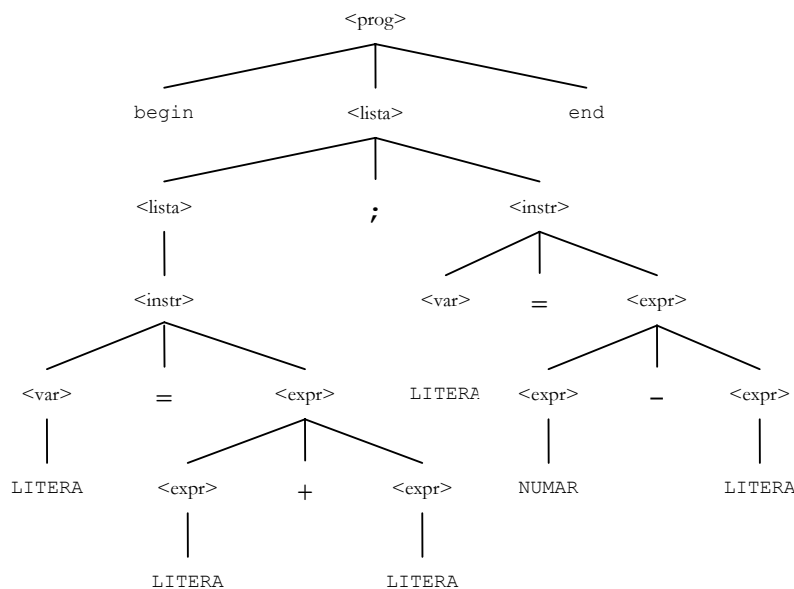 <prog>
begin <lista> end
<lista> ; <instr>
<instr> <var> = <expr>
<var> = <expr> LITERA <expr> - <expr>
LITERA <expr> + <expr> NUMAR LITERA
LITERA LITERA